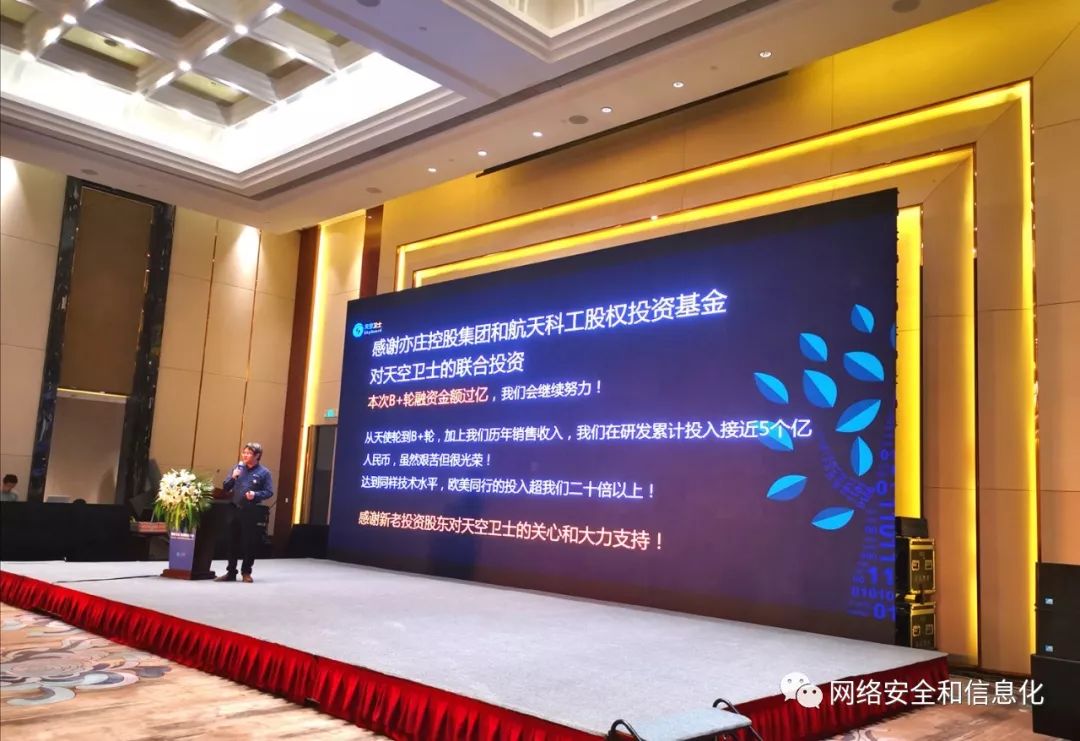 天空卫士
感谢亦庄控股集团和航天科工股权投资基金
对天空卫士的联合投资
本次B+轮融资金额过亿，我们会继续努力！
从天使轮到B+轮，加上我们历年销售收入，我们在研发累计投入接近5个亿
人民币，虽然艰苦但很光荣！
达到同样技术水平，欧美同行的投入超我们二十倍以上！
感谢新老投资股东对天空卫士的关心和大力支持！
网络安全和信息化